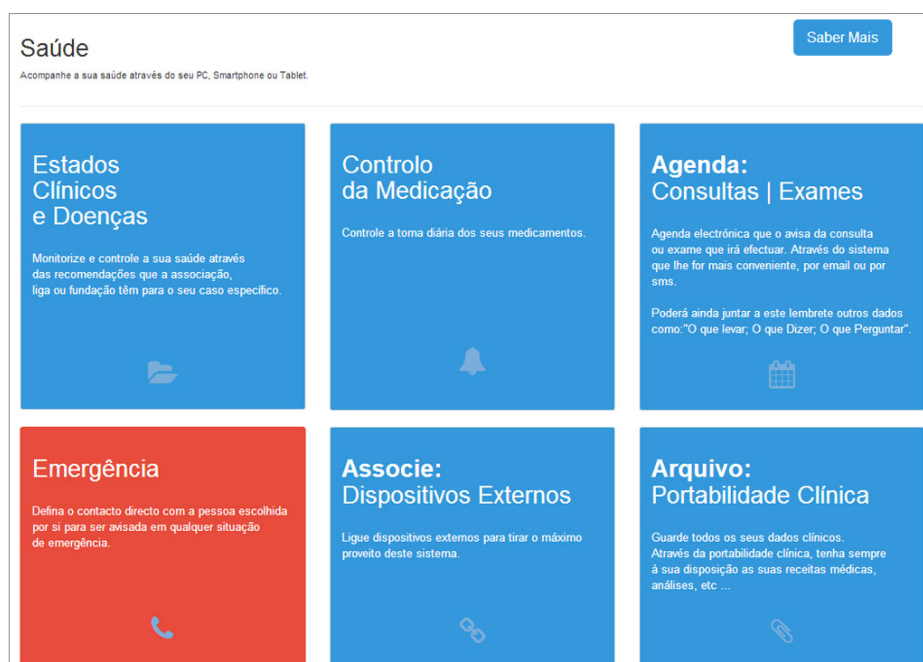 Saúde
Saber Mais
Acompanhe a sua saúde através do seu PC, Smartphone ou Tablet.
Estados
Clínicos
e Doenças
Monitorize e controle a sua saúde através
das recomendações que a associação,
liga ou fundação têm para o seu caso específico.
Controlo
da Medicação
Controle a toma diária dos seus medicamentos.
Agenda:
Consultas | Exames
Agenda electrónica que o avisa da consulta
ou exame que irá efectuar. Através do sistema
que lhe for mais conveniente, por email ou por
sms.
Poderá ainda juntar a este lembrete outros dados
como:"O que levar; O que Dizer; O que Perguntar".
Emergência
Defina o contacto directo com a pessoa escolhida
por si para ser avisada em qualquer situação
de emergência.
Associe:
Dispositivos Externos
Ligue dispositivos externos para tirar o máximo
proveito deste sistema.
Arquivo:
Portabilidade Clínica
Guarde todos os seus dados clínicos.
Através da portabilidade clínica, tenha sempre
à sua disposição as suas receitas médicas,
análises, etc ...